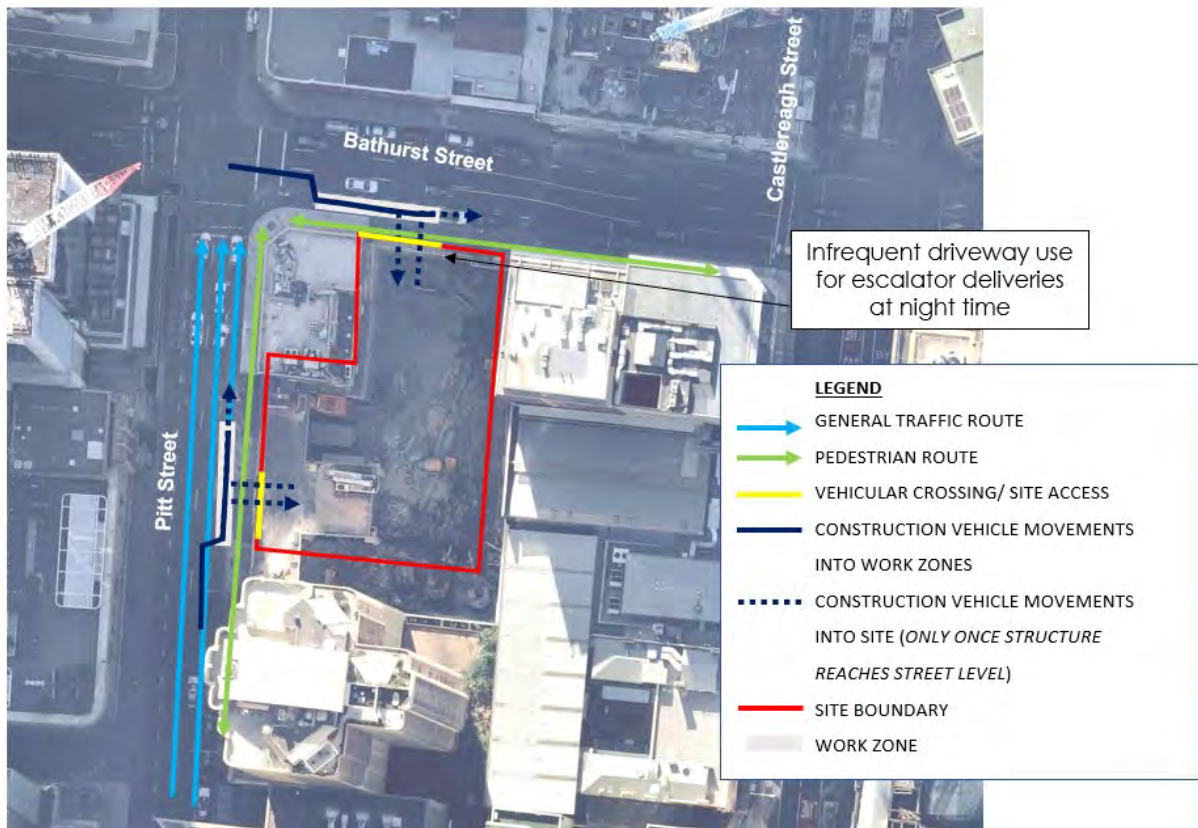 Bathurst Street
Castlereagh Street
Pitt Street
Infrequent driveway use
for escalator deliveries
at night time
LEGEND
GENERAL TRAFFIC ROUTE
PEDESTRIAN ROUTE
VEHICULAR CROSSING/ SITE ACCESS
CONSTRUCTION VEHICLE MOVEMENTS
INTO WORK ZONES
CONSTRUCTION VEHICLE MOVEMENTS
INTO SITE (ONLY ONCE STRUCTURE
REACHES STREET LEVEL)
SITE BOUNDARY
WORK ZONE